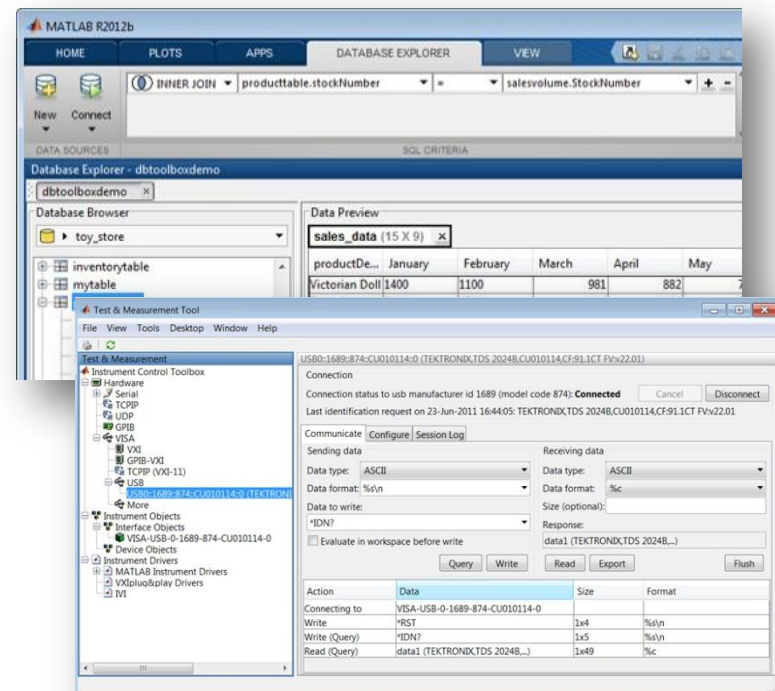 MATLAB R2012b
HOME PLOTS APPS DATABASE EXPLORER VIEW
INNER JOIN producttable.stockNumber = salesvolume.StockNumber + -
New Connect
DATA SOURCES SQL CRITERIA
Database Explorer - dbtoolboxdemo
dbtoolboxdemo ×
Database Browser Data Preview
toy_store sales_data (15 X 9) ×
inventorytable productDe... January February March April May
mytable Victorian Doll 1400 1100 981 882
Test & Measurement Tool
File View Tools Desktop Window Help
Test & Measurement
Instrument Control Toolbox
Hardware
Serial
TCPIP
UDP
GPIB
VISA
VXI
GPIB-VXI
TCPIP (VXI-11)
USB
USB0::1689::874::CU010114::0 (TEKTRONI
More
Instrument Objects
Interface Objects
VISA-USB-0-1689-874-CU010114-0
Device Objects
Instrument Drivers
MATLAB Instrument Drivers
VXIplug&play Drivers
IVI
USB0::1689::874::CU010114::0 (TEKTRONIX,TDS 2024B,CU010114,CF:91.1CT FV:v22.01)
Connection
Connection status to usb manufacturer id 1689 (model code 874): Connected Cancel Disconnect
Last identification request on 23-Jun-2011 16:44:05: TEKTRONIX,TDS 2024B,CU010114,CF:91.1CT FV:v22.01
Communicate Configure Session Log
Sending data Receiving data
Data type: ASCII Data type: ASCII
Data format: %s\n Data format: %c
Data to write: Size (optional):
*IDN? Response:
Evaluate in workspace before write data1 (TEKTRONIX,TDS 2024B,...)
Query Write Read Export Flush
Action Data Size Format
Connecting to VISA-USB-0-1689-874-CU010114-0
Write *RST 1x4 %s\n
Write (Query) *IDN? 1x5 %s\n
Read (Query) data1 (TEKTRONIX,TDS 2024B,...) 1x49 %c